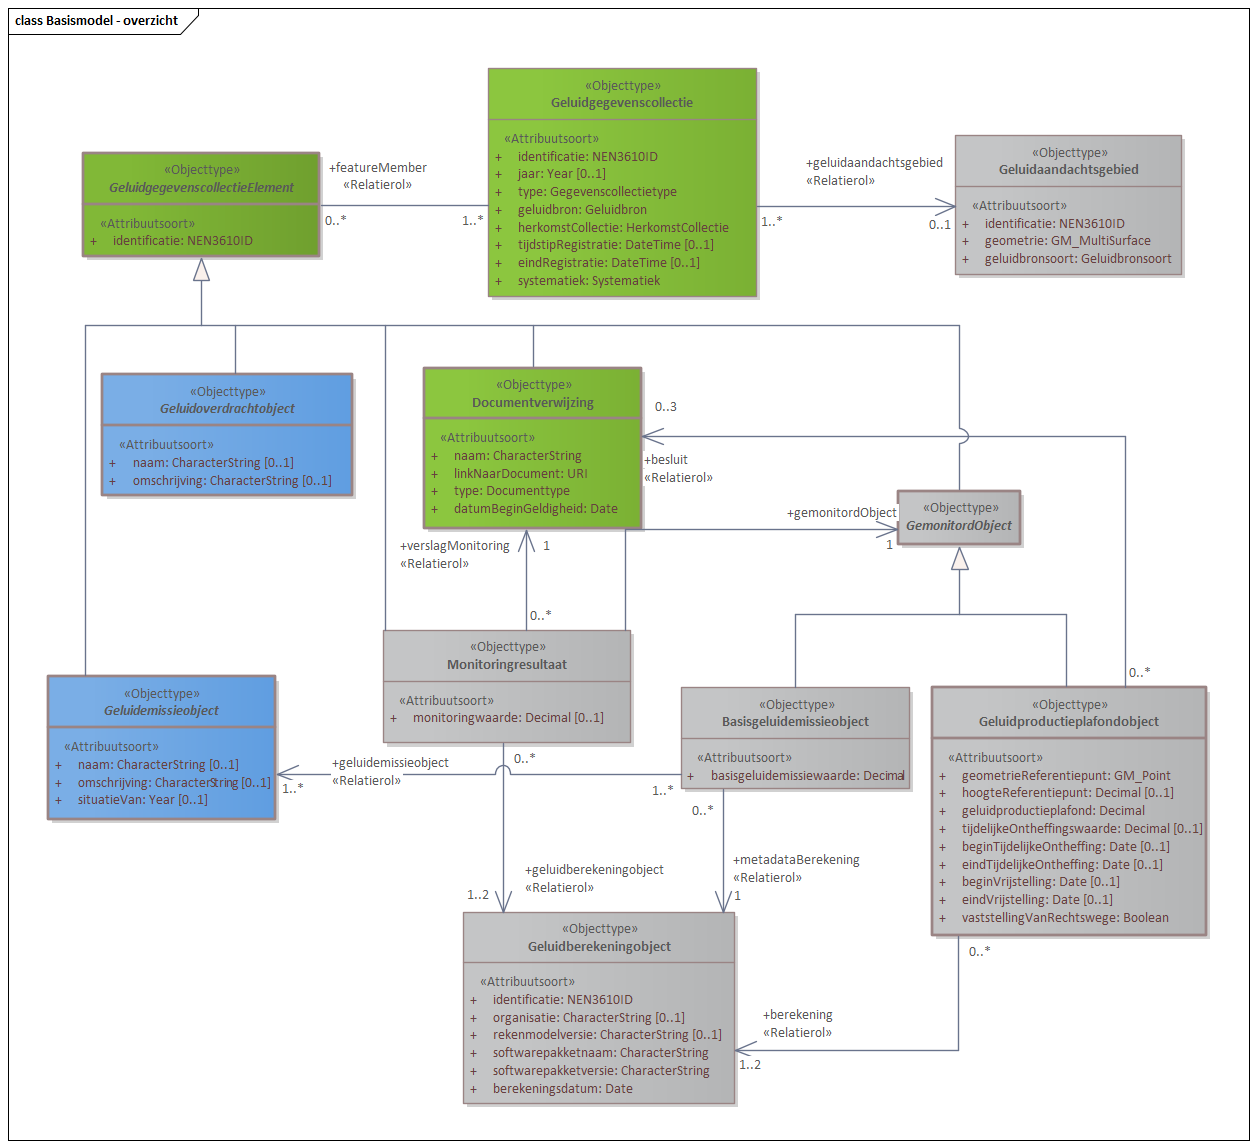 class Basismodel - overzicht
«Objecttype»
Geluidgegevenscollectie
«Attribuutsoort»
+ identificatie: NEN3610ID
+ jaar: Year [0..1]
+ type: Gegevenscollectietype
+ geluidbron: Geluidbron
+ herkomstCollectie: HerkomstCollectie
+ tijdstipRegistratie: DateTime [0..1]
+ eindRegistratie: DateTime [0..1]
+ systematiek: Systematiek
«Objecttype»
GeluidgegevenscollectieElement
«Attribuutsoort»
+ identificatie: NEN3610ID
+featureMember
«Relatierol»
0..*
1..*
+geluidaandachtsgebied
«Relatierol»
1..*
0..1
«Objecttype»
Geluidaandachtsgebied
«Attribuutsoort»
+ identificatie: NEN3610ID
+ geometrie: GM_MultiSurface
+ geluidbronsoort: Geluidbronsoort
«Objecttype»
Geluidoverdrachtobject
«Attribuutsoort»
+ naam: CharacterString [0..1]
+ omschrijving: CharacterString [0..1]
«Objecttype»
Documentverwijzing
«Attribuutsoort»
+ naam: CharacterString
+ linkNaarDocument: URI
+ type: Documenttype
+ datumBeginGeldigheid: Date
0..3
+besluit
«Relatierol»
+gemonitordObject
1
«Objecttype»
GemonitordObject
+verslagMonitoring
«Relatierol»
1
0..*
«Objecttype»
Monitoringresultaat
«Attribuutsoort»
+ monitoringwaarde: Decimal [0..1]
0..*
«Objecttype»
Geluidemissieobject
«Attribuutsoort»
+ naam: CharacterString [0..1]
+ omschrijving: CharacterString [0..1]
+ situatieVan: Year [0..1]
+geluidemissieobject
«Relatierol»
1..*
0..*
1..*
«Objecttype»
Basisgeluidemissieobject
«Attribuutsoort»
+ basisgeluidemissiewaarde: Decimal
0..*
«Objecttype»
Geluidproductieplafondobject
«Attribuutsoort»
+ geometrieReferentiepunt: GM_Point
+ hoogteReferentiepunt: Decimal [0..1]
+ geluidproductieplafond: Decimal
+ tijdelijkeOntheffingswaarde: Decimal [0..1]
+ beginTijdelijkeOntheffing: Date [0..1]
+ eindTijdelijkeOntheffing: Date [0..1]
+ beginVrijstelling: Date [0..1]
+ eindVrijstelling: Date [0..1]
+ vaststellingVanRechtswege: Boolean
+geluidberekeningobject
«Relatierol»
1..2
+metadataBerekening
«Relatierol»
1
«Objecttype»
Geluidberekeningobject
«Attribuutsoort»
+ identificatie: NEN3610ID
+ organisatie: CharacterString [0..1]
+ rekenmodelversie: CharacterString [0..1]
+ softwarepakketnaam: CharacterString
+ softwarepakketversie: CharacterString
+ berekeningsdatum: Date
0..*
+berekening
«Relatierol»
1..2